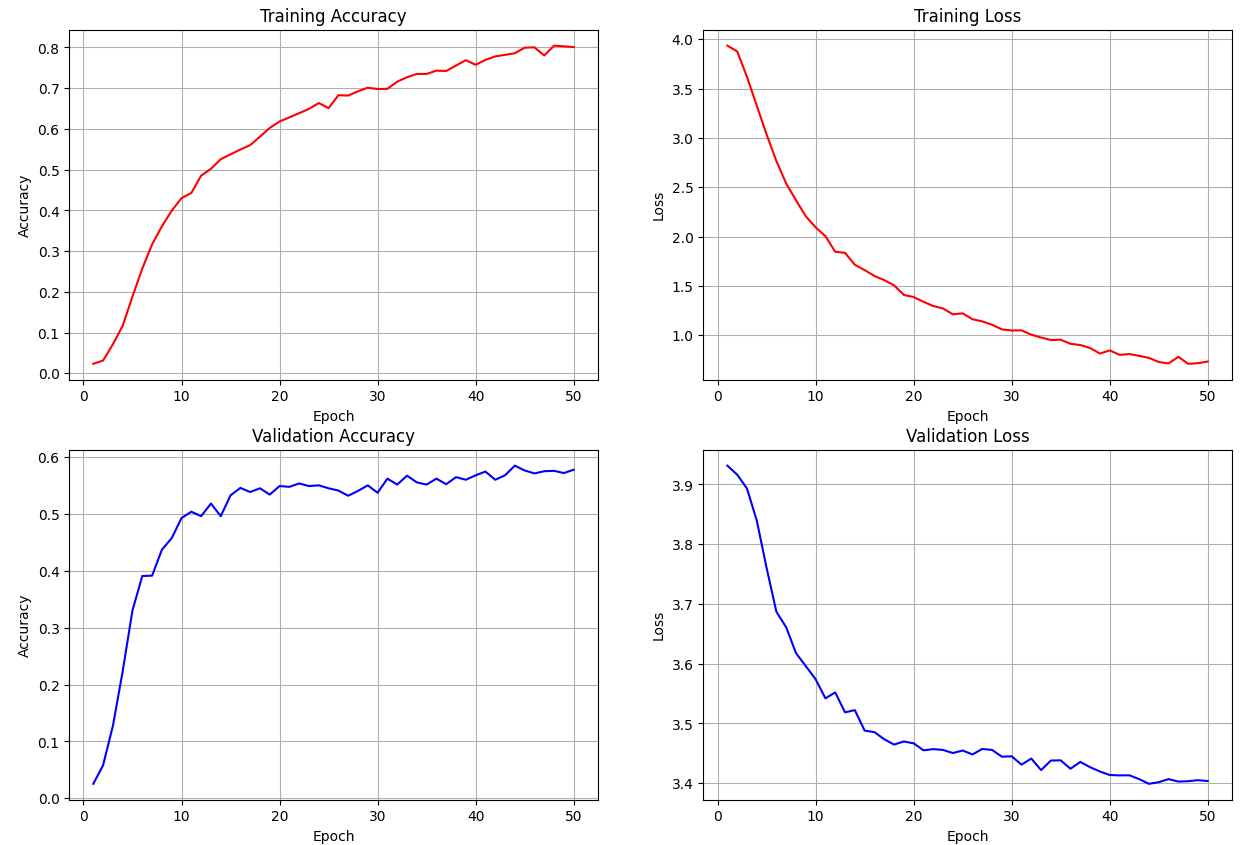 Training Accuracy
Accuracy
0.8
0.7
0.6
0.5
0.4
0.3
0.2
0.1
0.0
0 10 20 30 40 50
Epoch
Training Loss
Loss
4.0
3.5
3.0
2.5
2.0
1.5
1.0
0 10 20 30 40 50
Epoch
Validation Accuracy
Accuracy
0.6
0.5
0.4
0.3
0.2
0.1
0.0
0 10 20 30 40 50
Epoch
Validation Loss
Loss
3.9
3.8
3.7
3.6
3.5
3.4
0 10 20 30 40 50
Epoch